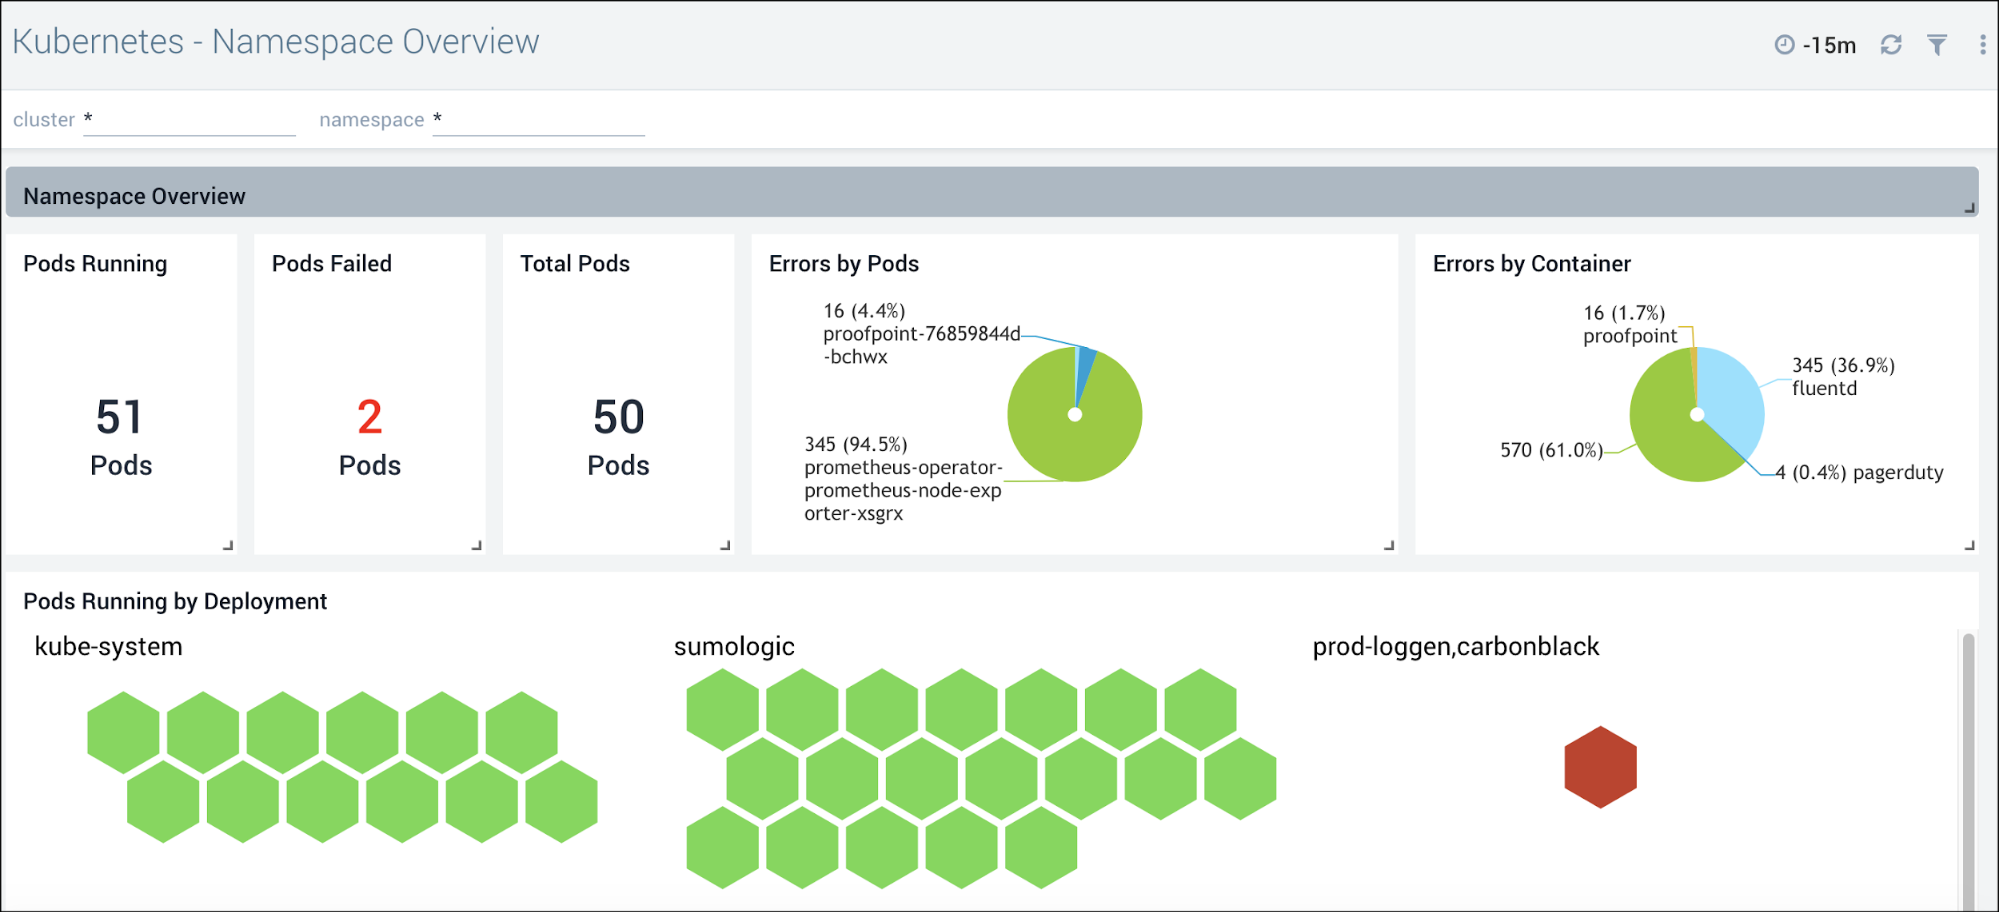 Kubernetes - Namespace Overview
-15m
cluster *
namespace *
Namespace Overview
Pods Running
51
Pods
Pods Failed
2
Pods
Total Pods
50
Pods
Errors by Pods
16 (4.4%)
proofpoint-76859844d
-bchwx
345 (94.5%)
prometheus-operator-
prometheus-node-exp
orter-xsgrx
Errors by Container
16 (1.7%)
proofpoint
345 (36.9%)
fluentd
570 (61.0%)
4 (0.4%) pagerduty
Pods Running by Deployment
kube-system
sumologic
prod-loggen,carbonblack